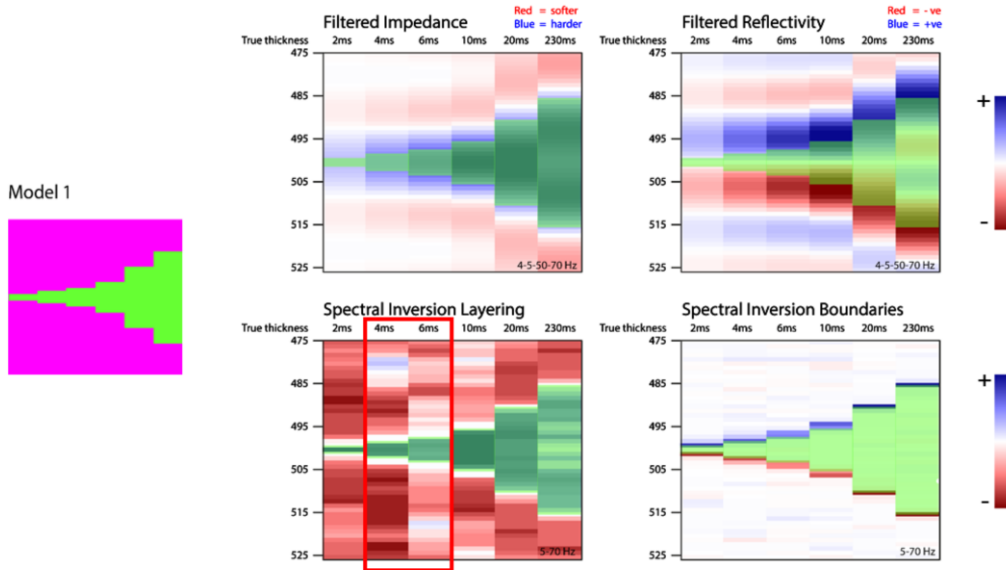 Model 1
Filtered Impedance
Red = softer
Blue = harder
True thickness 2ms 4ms 6ms 10ms 20ms 230ms
475
485
495
505
515
525
4-5-50-70 Hz
Filtered Reflectivity
Red = - ve
Blue = +ve
True thickness 2ms 4ms 6ms 10ms 20ms 230ms
475
485
495
505
515
525
4-5-50-70 Hz
+
-
Spectral Inversion Layering
True thickness 2ms 4ms 6ms 10ms 20ms 230ms
475
485
495
505
515
525
5-70 Hz
Spectral Inversion Boundaries
True thickness 2ms 4ms 6ms 10ms 20ms 230ms
475
485
495
505
515
525
5-70 Hz
+
-